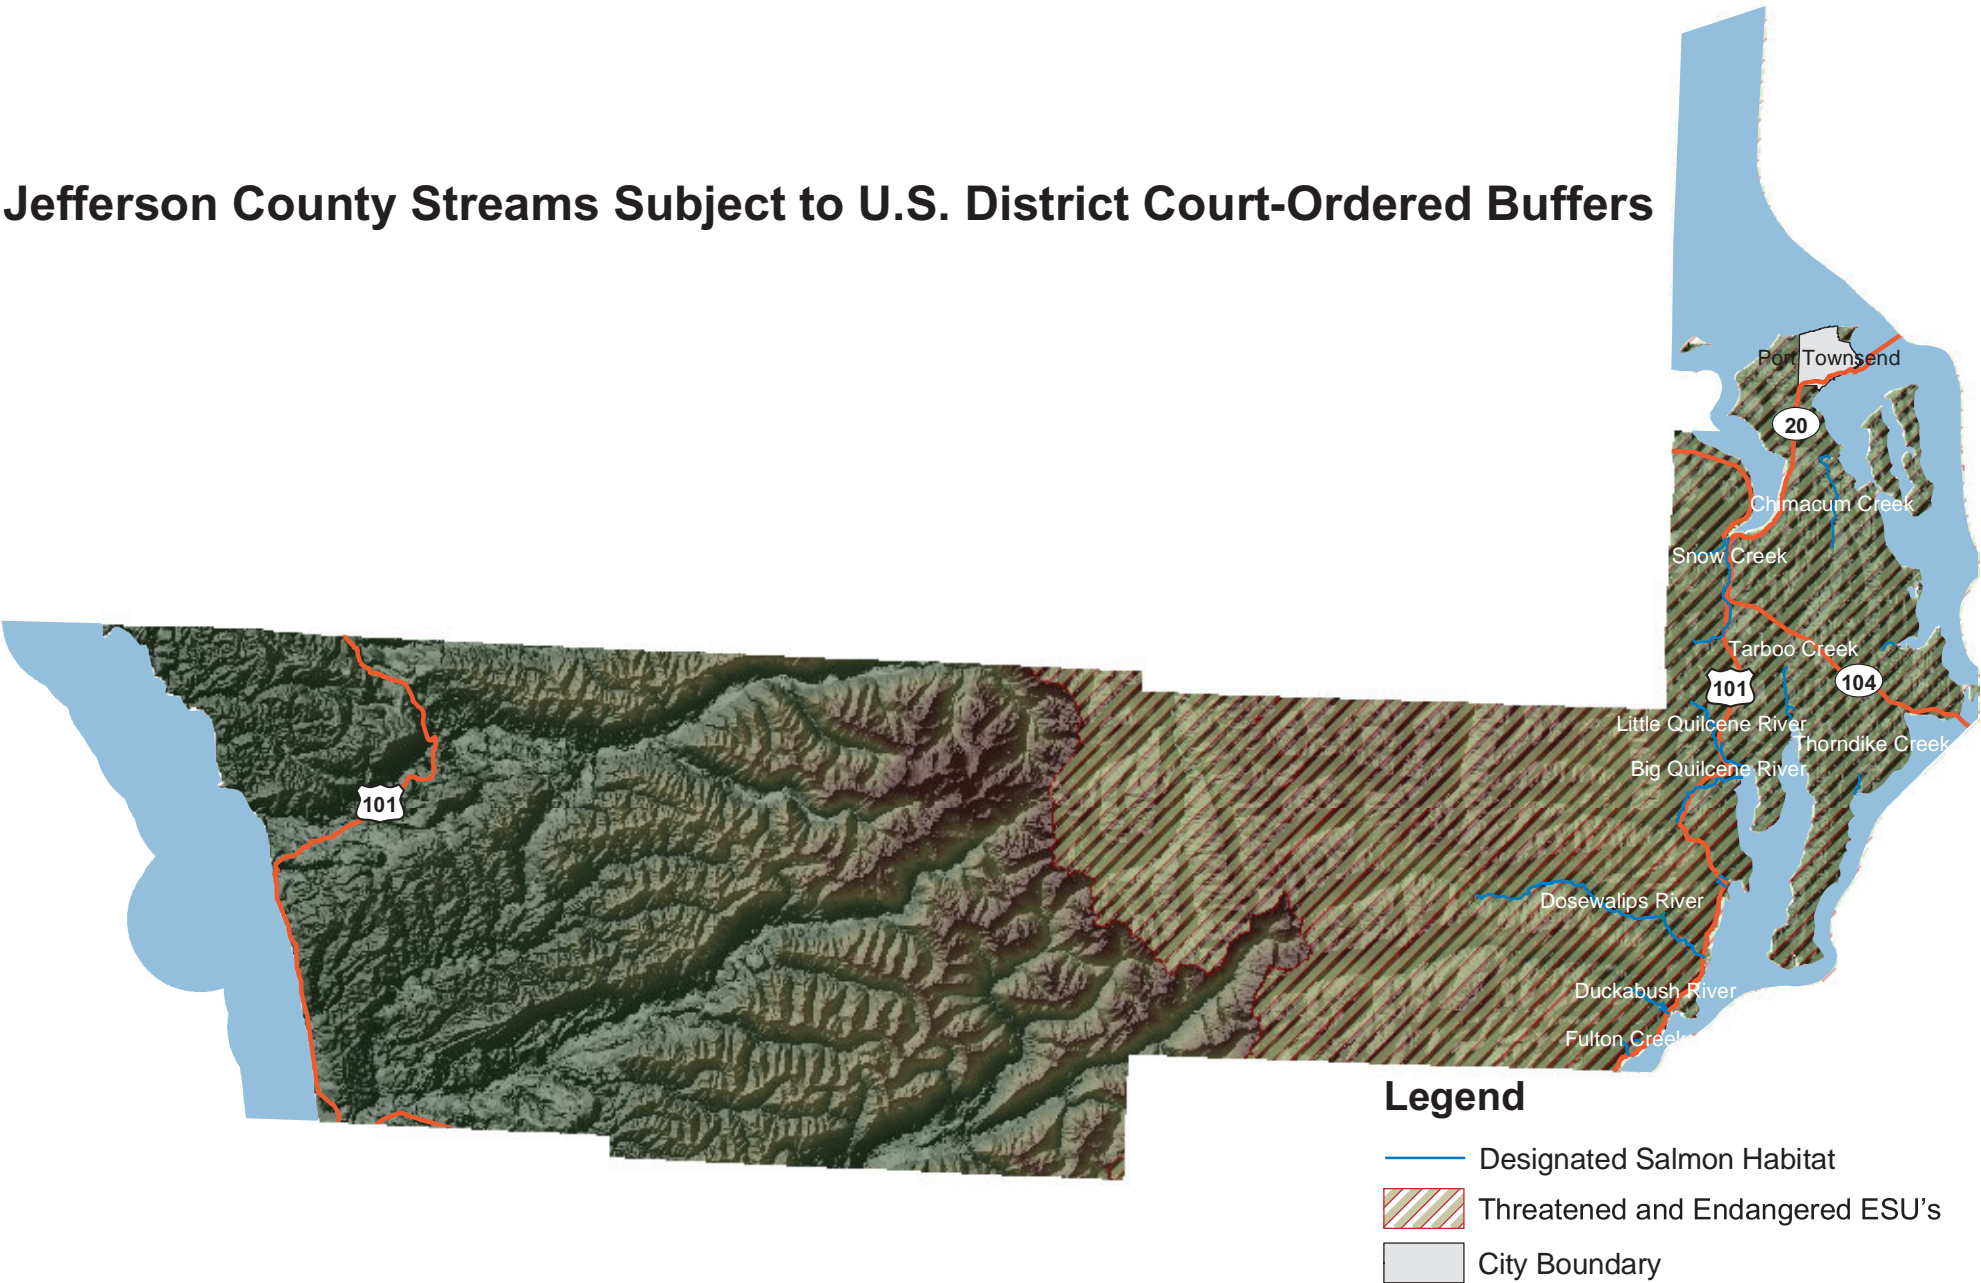 Jefferson County Streams Subject to U.S. District Court-Ordered Buffers
Port Townsend
20
Chimacum Creek
Snow Creek
Tarboo Creek
101
104
Little Quilcene River
Thorndike Creek
Big Quilcene River
101
Dosewalips River
Duckabush River
Fulton Creek
Legend
Designated Salmon Habitat
Threatened and Endangered ESU's
City Boundary